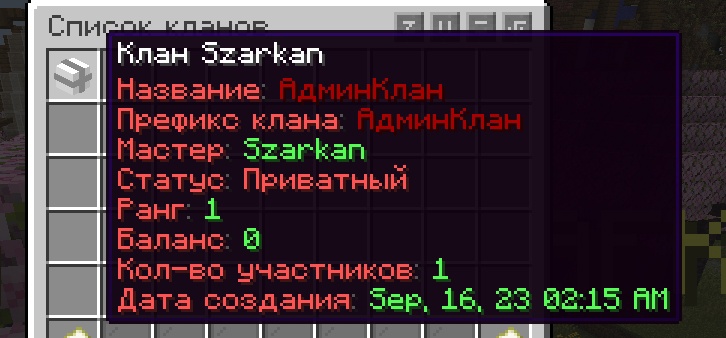 Список кланов
Клан Szarkan
Название: АдминКлан
Префикс клана: АдминКлан
Мастер: Szarkan
Статус: Приватный
Ранг: 1
Баланс: 0
Кол-во участников: 1
Дата создания: Sep, 16, 23 02:15 AM